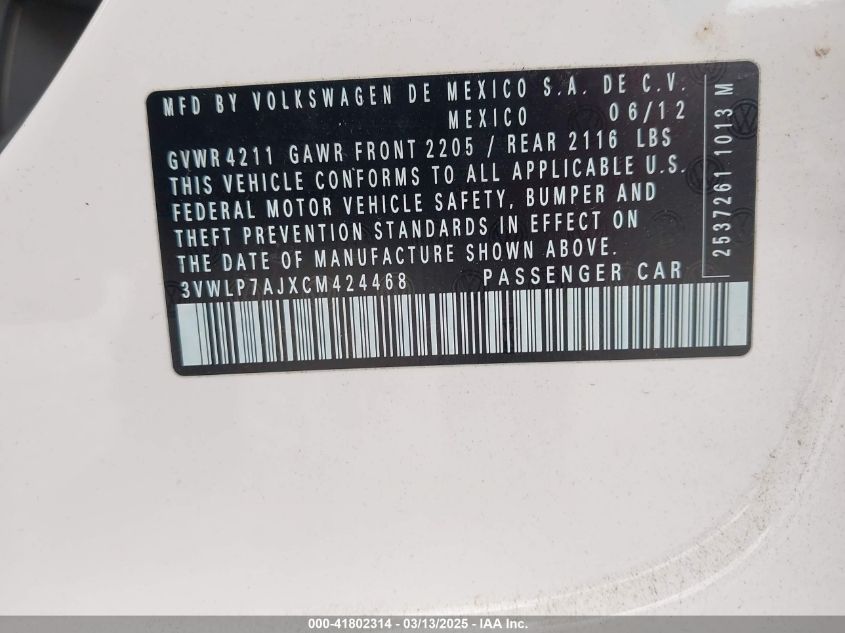 MFD BY VOLKSWAGEN DE MEXICO S.A. DE C.V.
MEXICO 06/12
GVWR 4211 GAWR FRONT 2205 / REAR 2116 LBS
THIS VEHICLE CONFORMS TO ALL APPLICABLE U.S.
FEDERAL MOTOR VEHICLE SAFETY, BUMPER AND
THEFT PREVENTION STANDARDS IN EFFECT ON
THE DATE OF MANUFACTURE SHOWN ABOVE.
3VWLP7AJXCM424468 PASSENGER CAR
2537261 1013 M
000-41802314 - 03/13/2025 - IAA Inc.